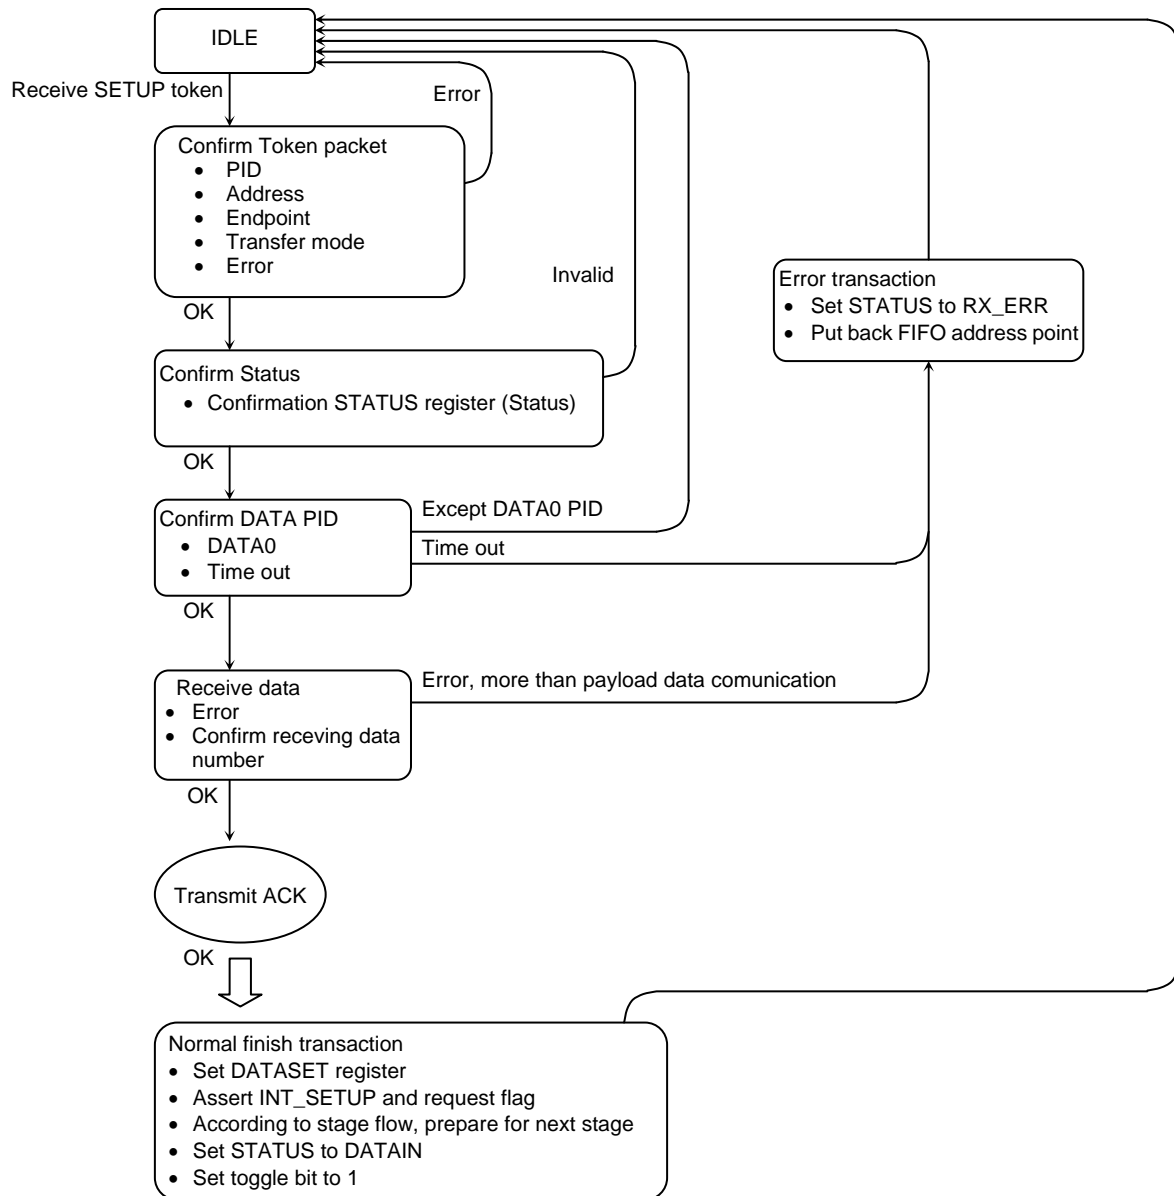 IDLE
Receive SETUP token
Error
Confirm Token packet
• PID
• Address
• Endpoint
• Transfer mode
• Error
Invalid
Error transaction
• Set STATUS to RX_ERR
• Put back FIFO address point
OK
Confirm Status
• Confirmation STATUS register (Status)
OK
Confirm DATA PID
• DATA0
• Time out
Except DATA0 PID
Time out
OK
Receive data
• Error
• Confirm receving data
number
Error, more than payload data comunication
OK
Transmit ACK
OK
Normal finish transaction
• Set DATASET register
• Assert INT_SETUP and request flag
• According to stage flow, prepare for next stage
• Set STATUS to DATAIN
• Set toggle bit to 1